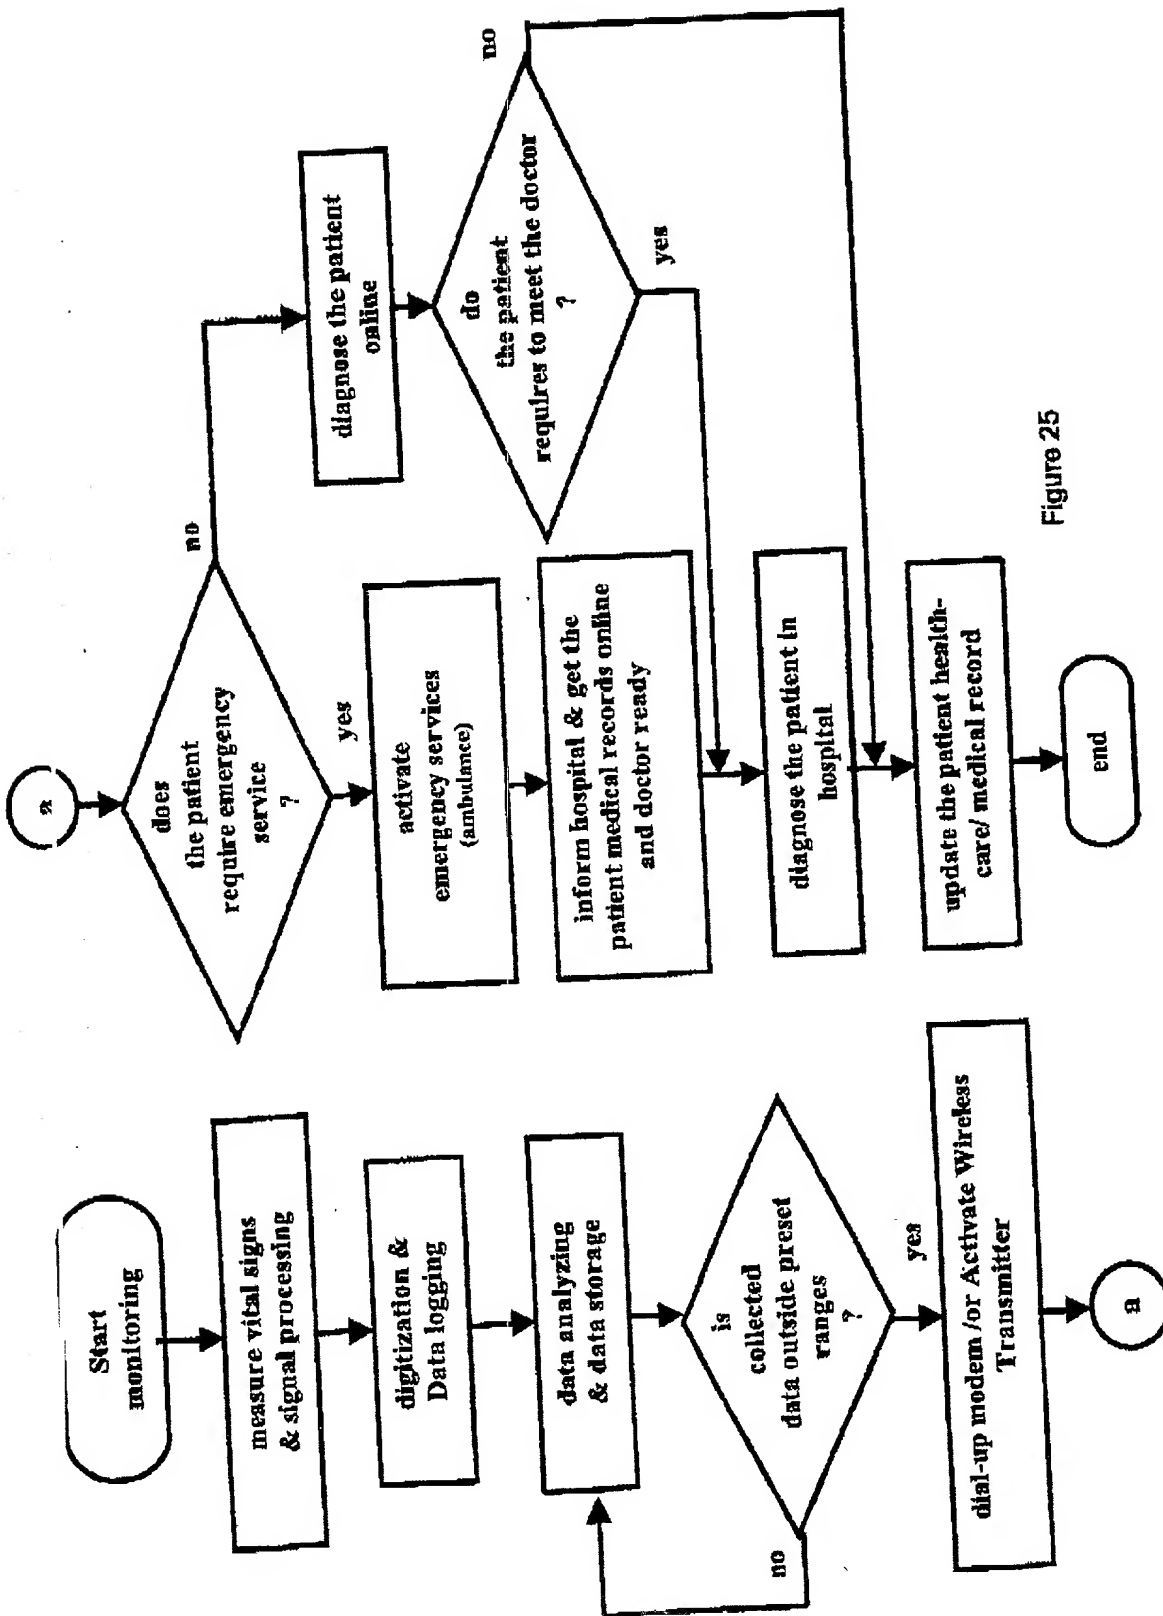 Start
monitoring
measure vital signs
& signal processing
digitization &
Data logging
data analyzing
& data storage
is
collected
data outside preset
ranges
?
no
yes
dial-up modem /or Activate Wireless
Transmitter
a
a
does
the patient
require emergency
service
?
no
yes
activate
emergency services
(ambulance)
inform hospital & get the
patient medical records online
and doctor ready
diagnose the patient
online
do
the patient
requires to meet the doctor
?
no
yes
diagnose the patient in
hospital
update the patient health-
care/ medical record
end
Figure 25